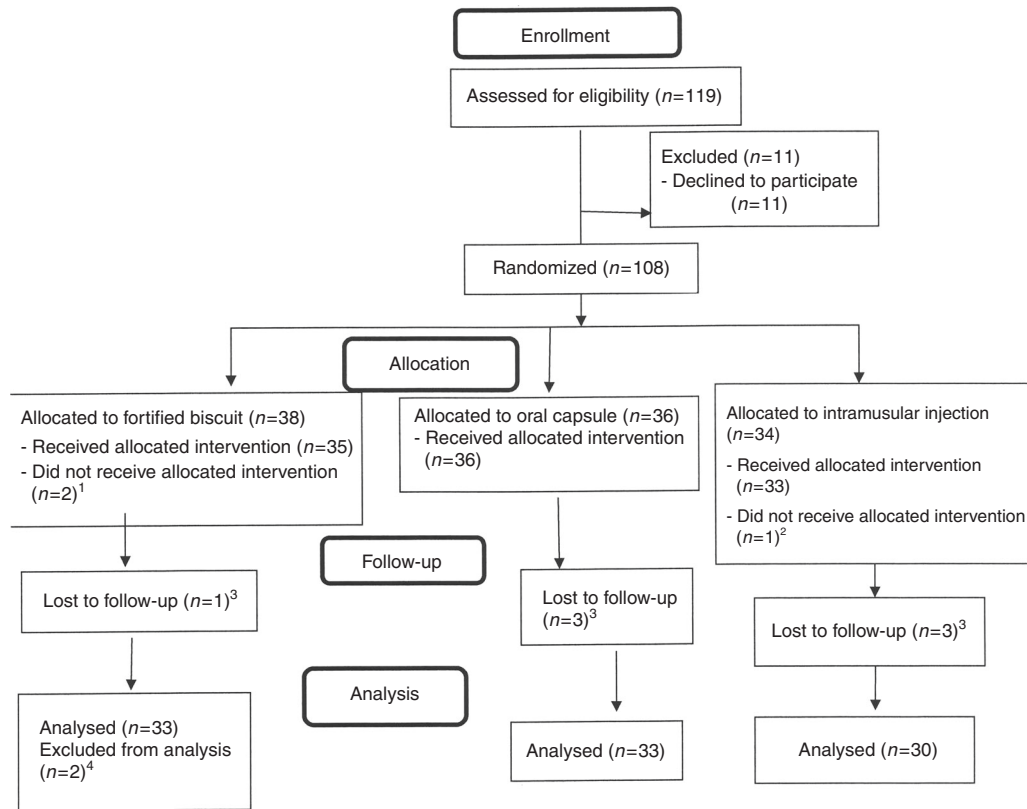 Enrollment
Assessed for eligibility (n=119)
Excluded (n=11)
- Declined to participate
(n=11)
Randomized (n=108)
Allocation
Allocated to fortified biscuit (n=38)
- Received allocated intervention (n=35)
- Did not receive allocated intervention
(n=2)¹
Allocated to oral capsule (n=36)
- Received allocated intervention
(n=36)
Allocated to intramusular injection
(n=34)
- Received allocated intervention
(n=33)
- Did not receive allocated intervention
(n=1)²
Follow-up
Lost to follow-up (n=1)³
Lost to follow-up
(n=3)³
Lost to follow-up (n=3)³
Analysis
Analysed (n=33)
Excluded from analysis
(n=2)⁴
Analysed (n=33)
Analysed (n=30)